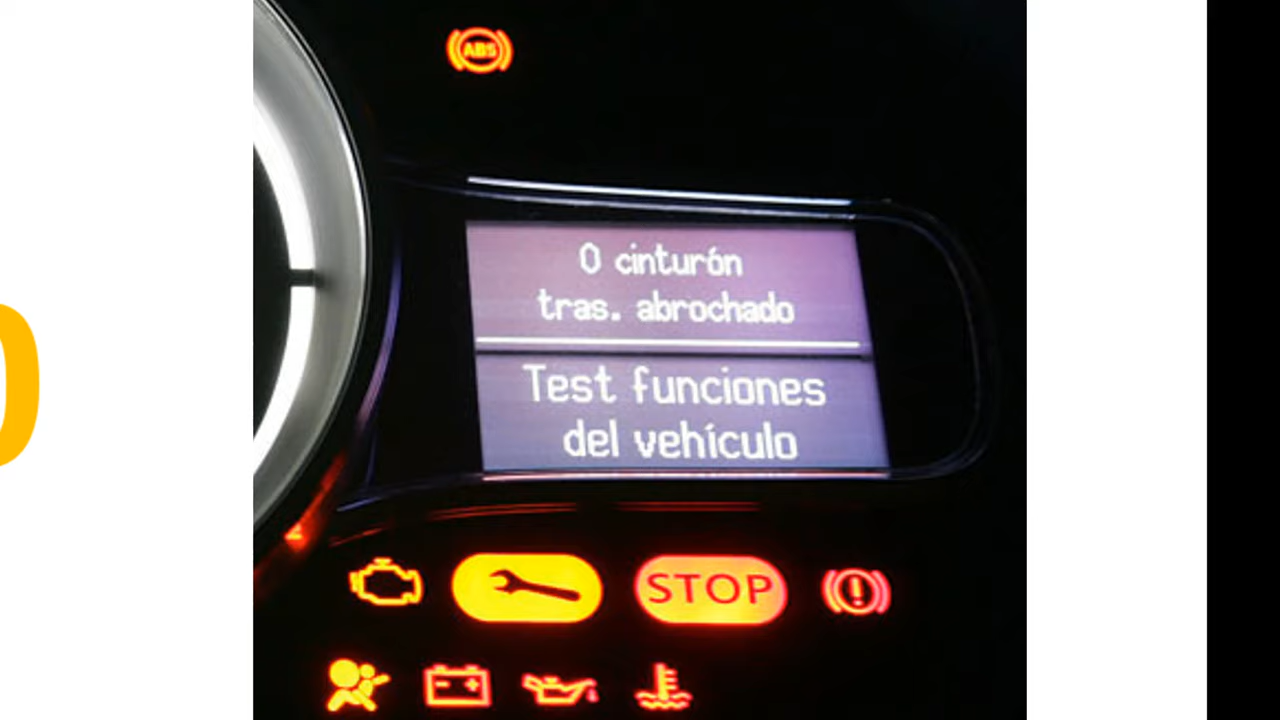 ABS
0 cinturón
tras. abrochado
Test funciones
del vehículo
STOP